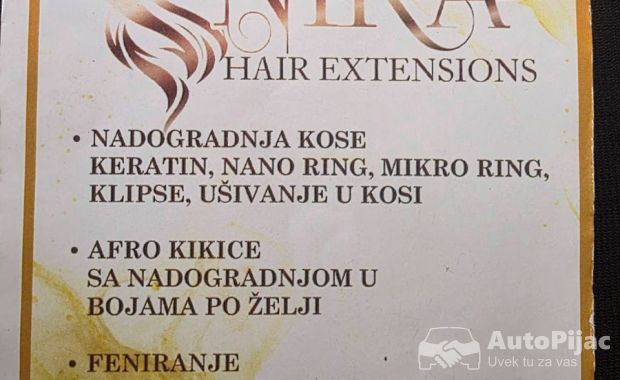 NIKA
HAIR EXTENSIONS
• NADOGRADNJA KOSE
KERATIN, NANO RING, MIKRO RING,
KLIPSE, UŠIVANJE U KOSI
• AFRO KIKICE
SA NADOGRADNJOM U
BOJAMA PO ŽELJI
• FENIRANJE
AutoPijac
Uvek tu za vas